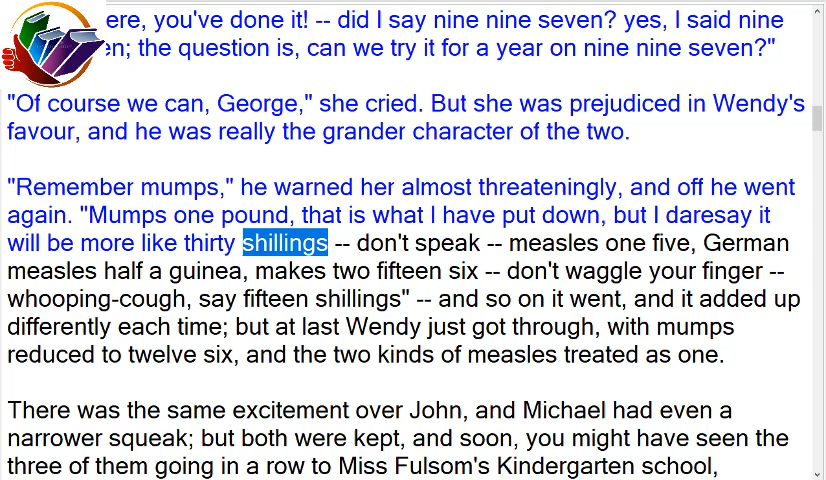 ere, you've done it! -- did I say nine nine seven? yes, I said nine
en; the question is, can we try it for a year on nine nine seven?"
"Of course we can, George," she cried. But she was prejudiced in Wendy's
favour, and he was really the grander character of the two.
"Remember mumps," he warned her almost threateningly, and off he went
again. "Mumps one pound, that is what I have put down, but I daresay it
will be more like thirty shillings -- don't speak -- measles one five, German
measles half a guinea, makes two fifteen six -- don't waggle your finger --
whooping-cough, say fifteen shillings" -- and so on it went, and it added up
differently each time; but at last Wendy just got through, with mumps
reduced to twelve six, and the two kinds of measles treated as one.
There was the same excitement over John, and Michael had even a
narrower squeak; but both were kept, and soon, you might have seen the
three of them going in a row to Miss Fulsom's Kindergarten school,